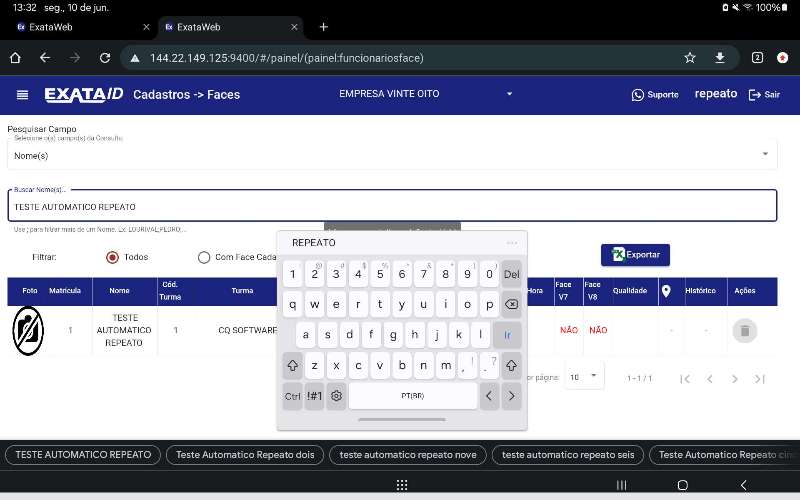 13:32 seg., 10 de jun. 100%
ExataWeb ExataWeb
144.22.149.125:9400/#/painel/(painel:funcionariosface) 2
EXATAID Cadastros -> Faces EMPRESA VINTE OITO Suporte repeato Sair
Pesquisar Campo
Selecione o(s) campo(s) da Consulta
Nome(s)
Buscar Nome(s)...
TESTE AUTOMATICO REPEATO
Use ; para filtrar mais de um Nome. Ex: LOURIVAL;PEDRO;...
Filtrar: Todos Com Face Cada Exportar
Foto Matrícula Nome Cód. Turma Turma Hora Face V7 Face V8 Qualidade Histórico Ações
1 TESTE AUTOMATICO REPEATO 1 CQ SOFTWARE NÃO NÃO - -
or página: 10 1 - 1 / 1
REPEATO ...
1 2 3 4 5 6 7 8 9 0 Del
@ # $ % ^ & * ( )
q w e r t y u i o p
a s d f g h j k l Ir
z x c v b n m , ! . ?
Ctrl !#1 PT(BR)
TESTE AUTOMATICO REPEATO Teste Automatico Repeato dois teste automatico repeato nove teste automatico repeato seis Teste Automatico Repeato